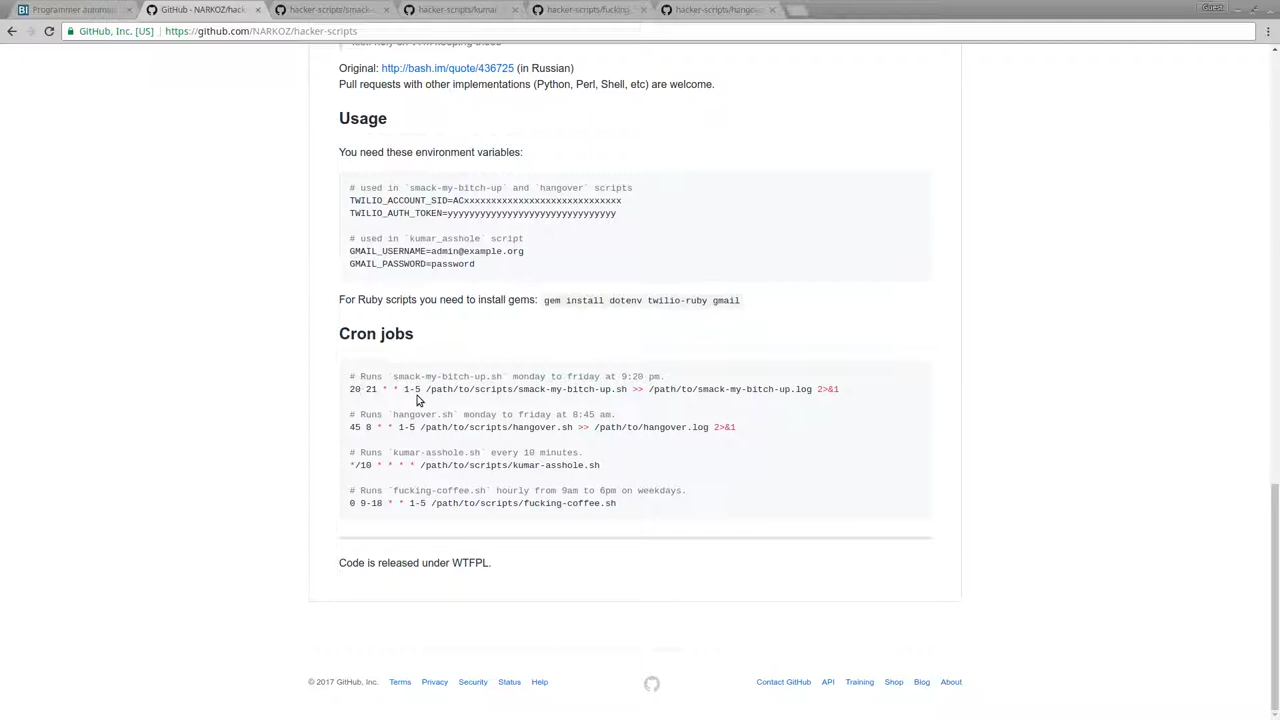 Programmer automa
GitHub - NARKOZ/hac
hacker-scripts/smack-
hacker-scripts/kumai
hacker-scripts/fucking
hacker-scripts/hango
Guest
GitHub, Inc. [US] https://github.com/NARKOZ/hacker-scripts
Original: http://bash.im/quote/436725 (in Russian)
Pull requests with other implementations (Python, Perl, Shell, etc) are welcome.
Usage
You need these environment variables:
# used in `smack-my-bitch-up` and `hangover` scripts
TWILIO_ACCOUNT_SID=ACxxxxxxxxxxxxxxxxxxxxxxxxxxxxx
TWILIO_AUTH_TOKEN=yyyyyyyyyyyyyyyyyyyyyyyyyyyyyyy
# used in `kumar_asshole` script
GMAIL_USERNAME=admin@example.org
GMAIL_PASSWORD=password
For Ruby scripts you need to install gems: gem install dotenv twilio-ruby gmail
Cron jobs
# Runs `smack-my-bitch-up.sh` monday to friday at 9:20 pm.
20 21 * * 1-5 /path/to/scripts/smack-my-bitch-up.sh >> /path/to/smack-my-bitch-up.log 2>&1
# Runs `hangover.sh` monday to friday at 8:45 am.
45 8 * * 1-5 /path/to/scripts/hangover.sh >> /path/to/hangover.log 2>&1
# Runs `kumar-asshole.sh` every 10 minutes.
*/10 * * * * /path/to/scripts/kumar-asshole.sh
# Runs `fucking-coffee.sh` hourly from 9am to 6pm on weekdays.
0 9-18 * * 1-5 /path/to/scripts/fucking-coffee.sh
Code is released under WTFPL.
© 2017 GitHub, Inc. Terms Privacy Security Status Help
Contact GitHub API Training Shop Blog About